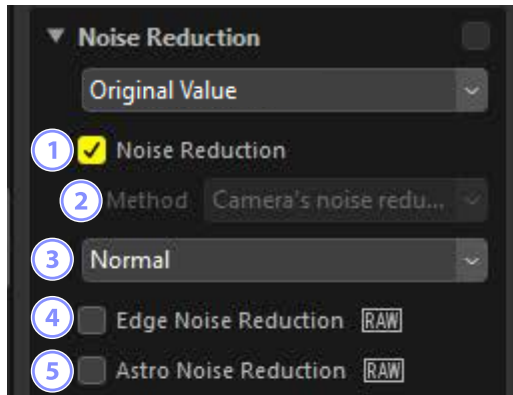 Noise Reduction
Original Value
1 Noise Reduction
2 Method Camera's noise redu...
3 Normal
4 Edge Noise Reduction RAW
5 Astro Noise Reduction RAW